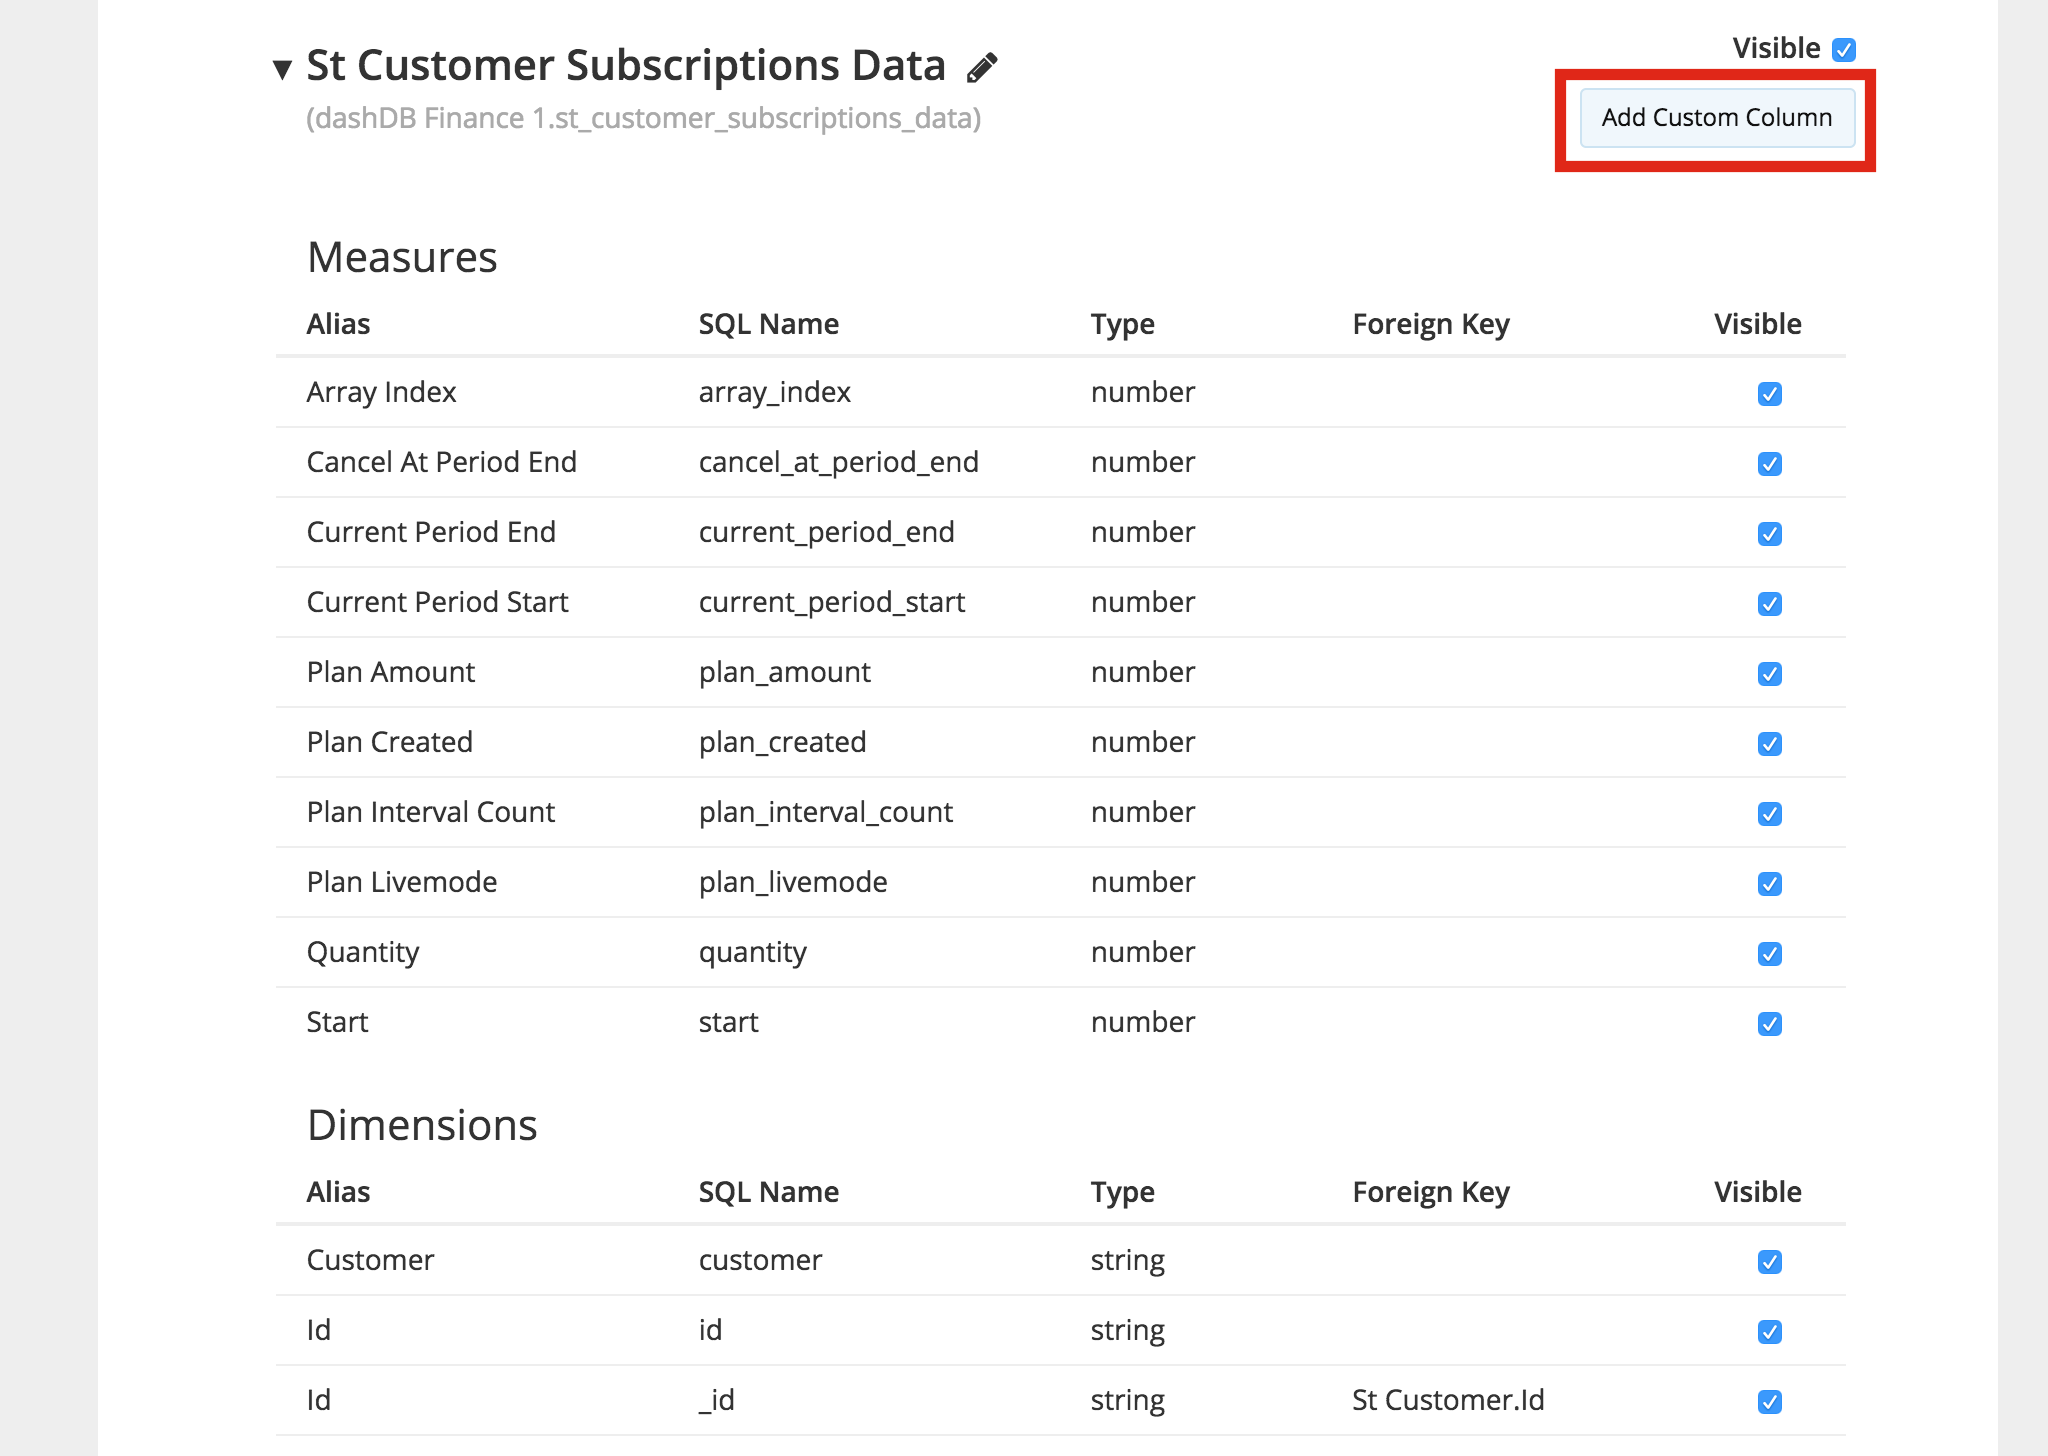 St Customer Subscriptions Data
Visible
(dashDB Finance 1.st_customer_subscriptions_data)
Add Custom Column
Measures
Alias SQL Name Type Foreign Key Visible
Array Index array_index number
Cancel At Period End cancel_at_period_end number
Current Period End current_period_end number
Current Period Start current_period_start number
Plan Amount plan_amount number
Plan Created plan_created number
Plan Interval Count plan_interval_count number
Plan Livemode plan_livemode number
Quantity quantity number
Start start number
Dimensions
Alias SQL Name Type Foreign Key Visible
Customer customer string
Id id string
Id _id string St Customer.Id